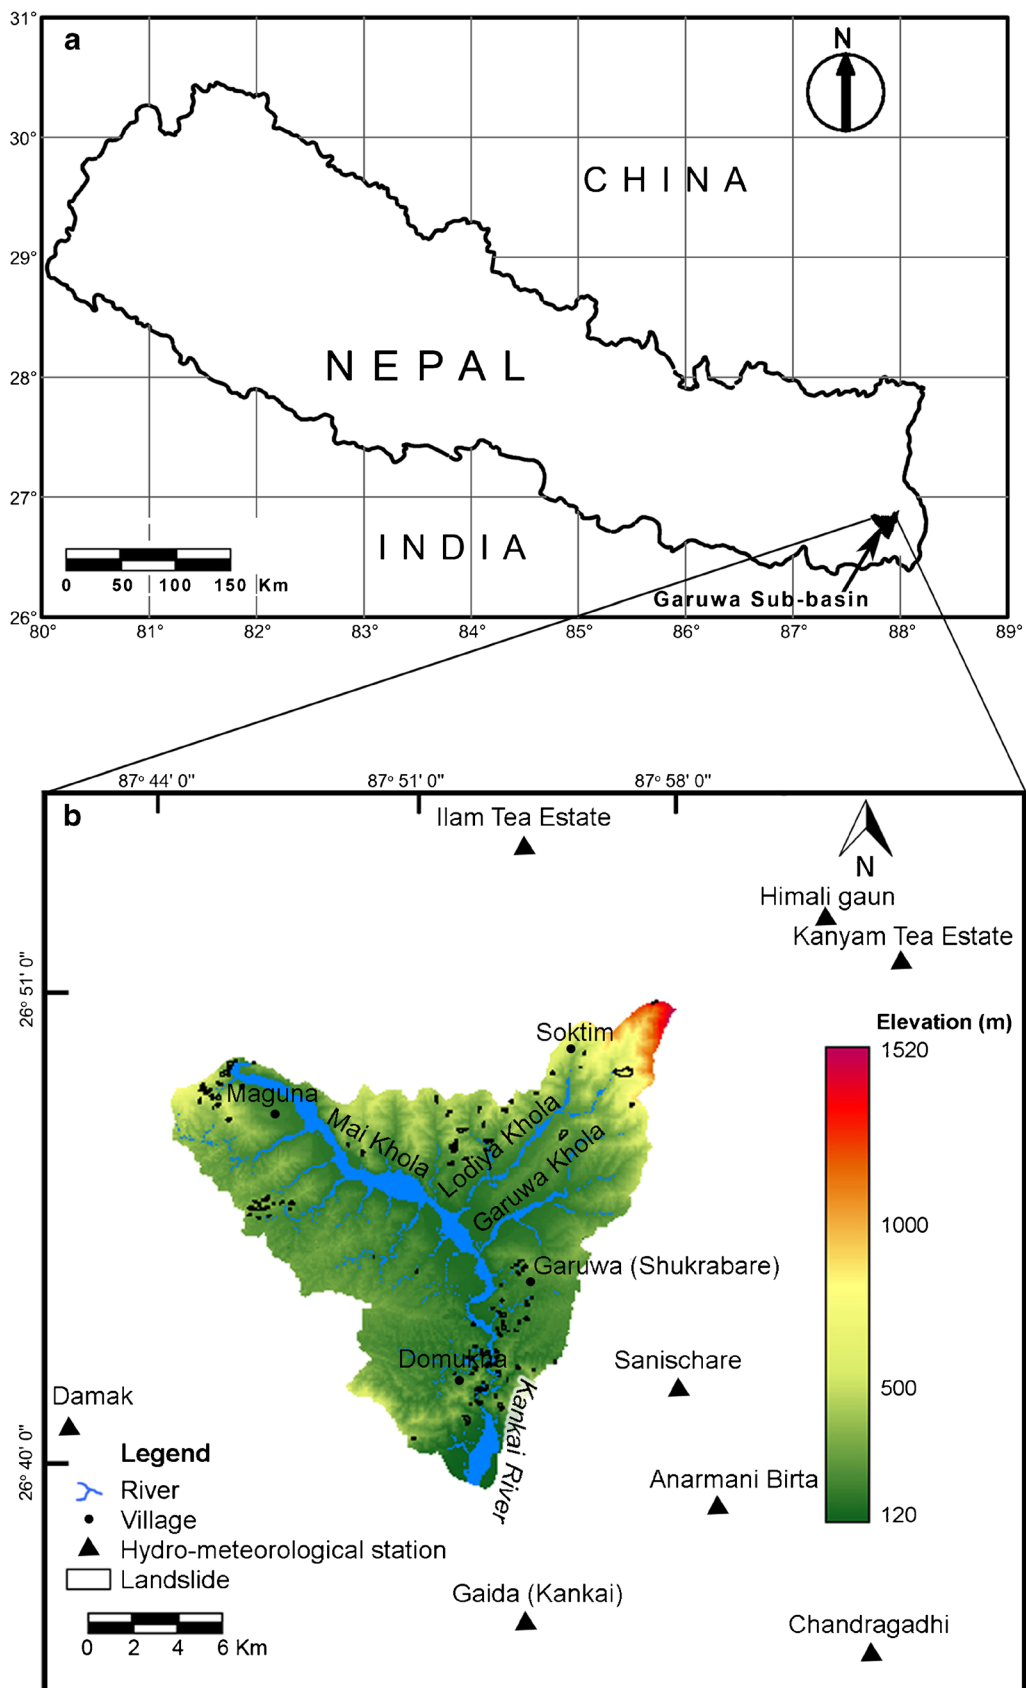 31°
a
N
30°
CHINA
29°
NEPAL
28°
27°
INDIA
0 50 100 150 Km
Garuwa Sub-basin
26°
80° 81° 82° 83° 84° 85° 86° 87° 88° 89°
87° 44' 0" 87° 51' 0" 87° 58' 0"
b
Ilam Tea Estate
N
Himali gaun
Kanyam Tea Estate
26° 51' 0"
Elevation (m)
Soktim
1520
Maguna
Mai Khola
Lodiya Khola
Garuwa Khola
1000
Garuwa (Shukrabare)
Domukha
Sanischare
500
Kankai River
Damak
26° 40' 0"
Legend
River
Anarmani Birta
120
Village
Hydro-meteorological station
Landslide
Gaida (Kankai)
0 2 4 6 Km
Chandragadhi